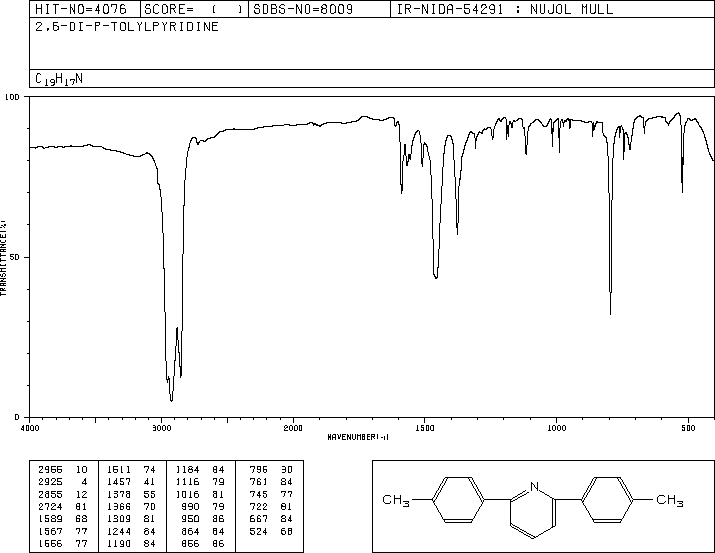 HIT-NO=4076 SCORE= ( ) SDBS-NO=8009 IR-NIDA-54291 : NUJOL MULL
2,6-DI-P-TOLYLPYRIDINE
C19H17N
100
50
0
TRANSMITTANCE(%)
4000 3000 2000 1500 1000 500
WAVENUMBER(-1)
2955 10 1511 74 1184 84 796 30
2925 4 1457 41 1116 79 761 84
2855 12 1378 55 1016 81 745 77
2724 81 1366 70 990 79 722 81
1589 68 1309 81 950 86 667 84
1567 77 1244 84 864 84 524 68
1556 77 1190 84 856 86
CH3 N CH3